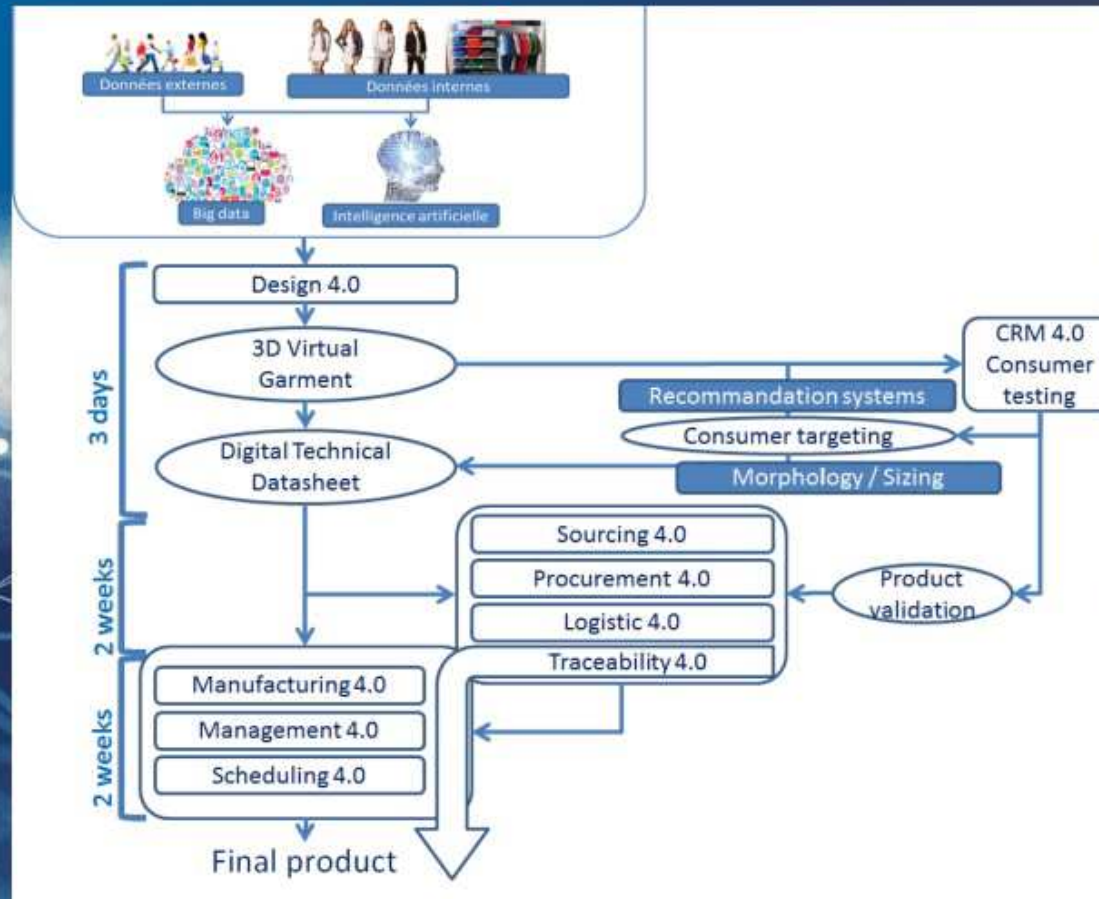 Données externes
Données internes
Big data
Intelligence artificielle
3 days
Design 4.0
3D Virtual
Garment
CRM 4.0
Consumer
testing
Recommandation systems
Consumer targeting
Digital Technical
Datasheet
Morphology / Sizing
2 weeks
Sourcing 4.0
Procurement 4.0
Product
validation
Logistic 4.0
Traceability 4.0
2 weeks
Manufacturing 4.0
Management 4.0
Scheduling 4.0
Final product